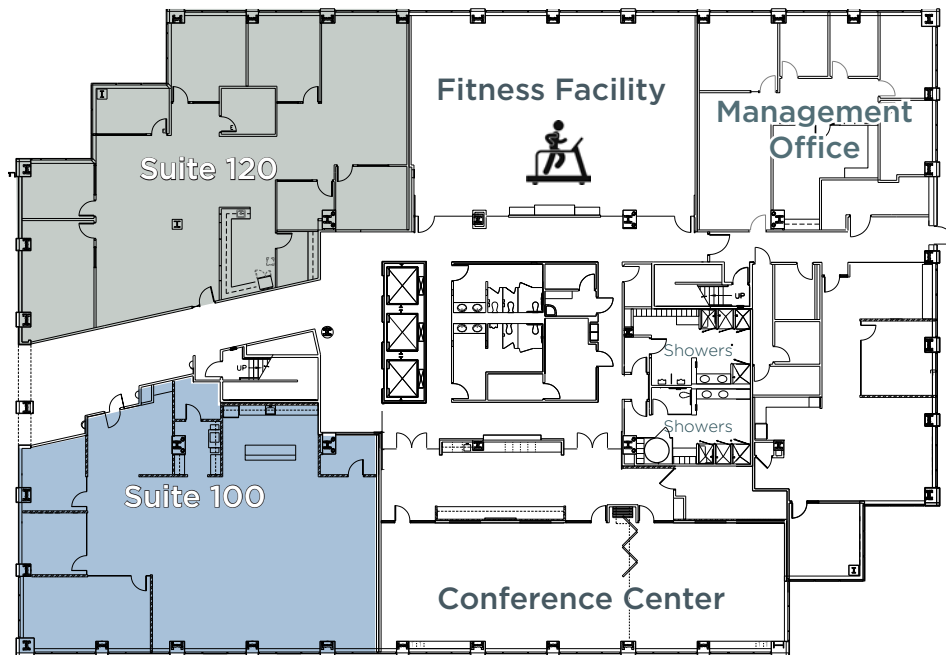 Fitness Facility
Management
Office
Suite 120
UP
Showers
UP
Showers
Suite 100
Conference Center